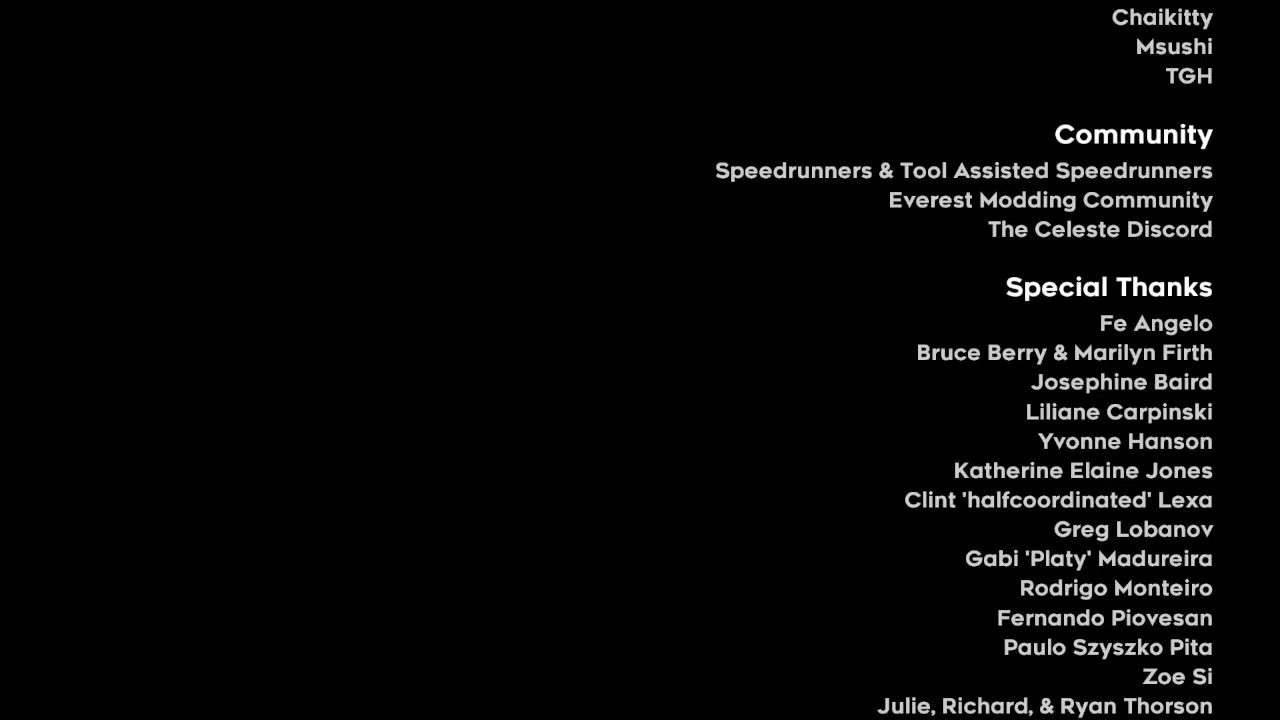 Chaikitty
Msushi
TGH
Community
Speedrunners & Tool Assisted Speedrunners
Everest Modding Community
The Celeste Discord
Special Thanks
Fe Angelo
Bruce Berry & Marilyn Firth
Josephine Baird
Liliane Carpinski
Yvonne Hanson
Katherine Elaine Jones
Clint 'halfcoordinated' Lexa
Greg Lobanov
Gabi 'Platy' Madureira
Rodrigo Monteiro
Fernando Piovesan
Paulo Szyszko Pita
Zoe Si
Julie, Richard, & Ryan Thorson